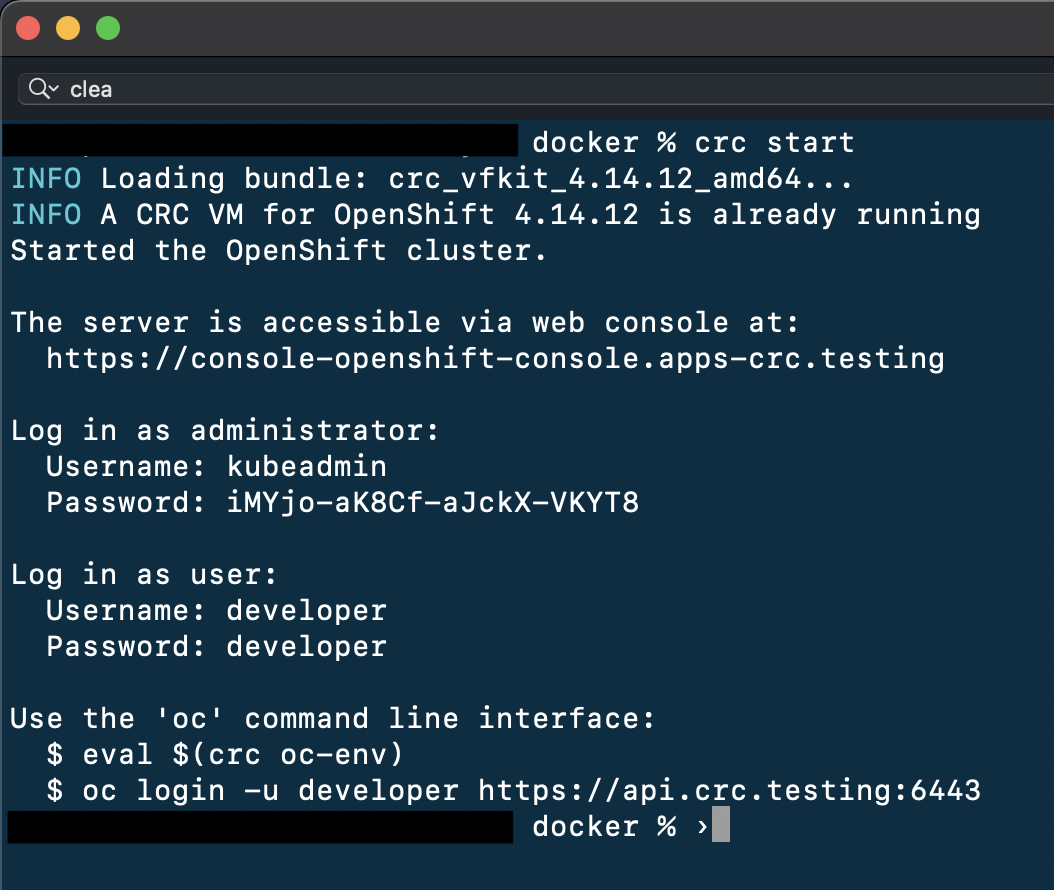 clea
docker % crc start
INFO Loading bundle: crc_vfkit_4.14.12_amd64...
INFO A CRC VM for OpenShift 4.14.12 is already running
Started the OpenShift cluster.
The server is accessible via web console at:
https://console-openshift-console.apps-crc.testing
Log in as administrator:
Username: kubeadmin
Password: iMYjo-aK8Cf-aJckX-VKYT8
Log in as user:
Username: developer
Password: developer
Use the 'oc' command line interface:
$ eval $(crc oc-env)
$ oc login -u developer https://api.crc.testing:6443
docker % ›